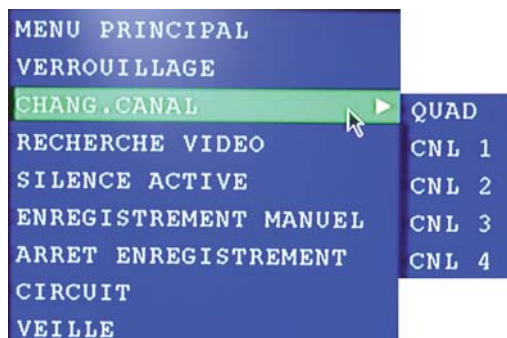 MENU PRINCIPAL
VERROUILLAGE
CHANG.CANAL
RECHERCHE VIDEO
SILENCE ACTIVE
ENREGISTREMENT MANUEL
ARRET ENREGISTREMENT
CIRCUIT
VEILLE
QUAD
CNL 1
CNL 2
CNL 3
CNL 4